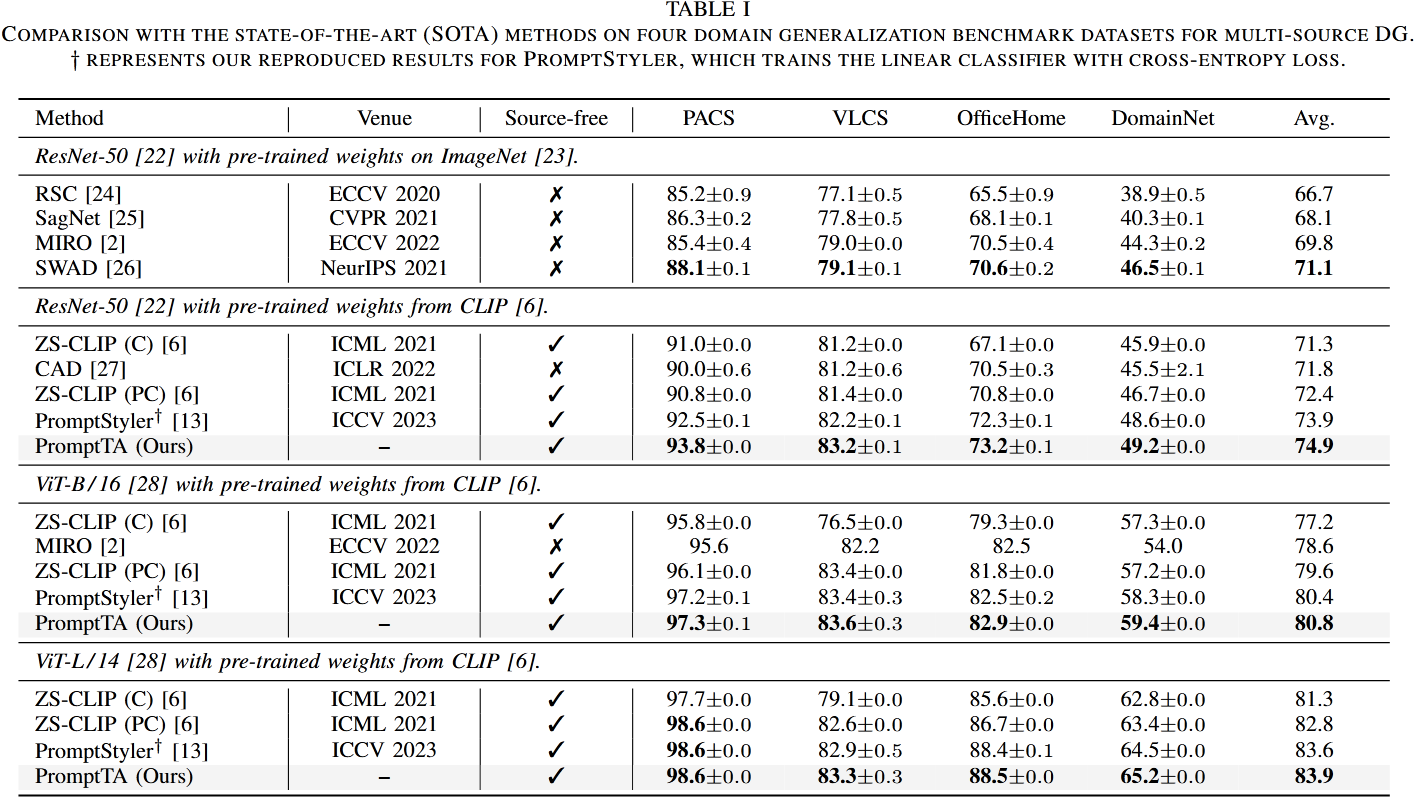 TABLE I
COMPARISON WITH THE STATE-OF-THE-ART (SOTA) METHODS ON FOUR DOMAIN GENERALIZATION BENCHMARK DATASETS FOR MULTI-SOURCE DG.
† REPRESENTS OUR REPRODUCED RESULTS FOR PROMPTSTYLER, WHICH TRAINS THE LINEAR CLASSIFIER WITH CROSS-ENTROPY LOSS.
Method Venue Source-free PACS VLCS OfficeHome DomainNet Avg.
ResNet-50 [22] with pre-trained weights on ImageNet [23].
RSC [24] ECCV 2020 ✗ 85.2±0.9 77.1±0.5 65.5±0.9 38.9±0.5 66.7
SagNet [25] CVPR 2021 ✗ 86.3±0.2 77.8±0.5 68.1±0.1 40.3±0.1 68.1
MIRO [2] ECCV 2022 ✗ 85.4±0.4 79.0±0.0 70.5±0.4 44.3±0.2 69.8
SWAD [26] NeurIPS 2021 ✗ 88.1±0.1 79.1±0.1 70.6±0.2 46.5±0.1 71.1
ResNet-50 [22] with pre-trained weights from CLIP [6].
ZS-CLIP (C) [6] ICML 2021 ✓ 91.0±0.0 81.2±0.0 67.1±0.0 45.9±0.0 71.3
CAD [27] ICLR 2022 ✗ 90.0±0.6 81.2±0.6 70.5±0.3 45.5±2.1 71.8
ZS-CLIP (PC) [6] ICML 2021 ✓ 90.8±0.0 81.4±0.0 70.8±0.0 46.7±0.0 72.4
PromptStyler† [13] ICCV 2023 ✓ 92.5±0.1 82.2±0.1 72.3±0.1 48.6±0.0 73.9
PromptTA (Ours) – ✓ 93.8±0.0 83.2±0.1 73.2±0.1 49.2±0.0 74.9
ViT-B/16 [28] with pre-trained weights from CLIP [6].
ZS-CLIP (C) [6] ICML 2021 ✓ 95.8±0.0 76.5±0.0 79.3±0.0 57.3±0.0 77.2
MIRO [2] ECCV 2022 ✗ 95.6 82.2 82.5 54.0 78.6
ZS-CLIP (PC) [6] ICML 2021 ✓ 96.1±0.0 83.4±0.0 81.8±0.0 57.2±0.0 79.6
PromptStyler† [13] ICCV 2023 ✓ 97.2±0.1 83.4±0.3 82.5±0.2 58.3±0.0 80.4
PromptTA (Ours) – ✓ 97.3±0.1 83.6±0.3 82.9±0.0 59.4±0.0 80.8
ViT-L/14 [28] with pre-trained weights from CLIP [6].
ZS-CLIP (C) [6] ICML 2021 ✓ 97.7±0.0 79.1±0.0 85.6±0.0 62.8±0.0 81.3
ZS-CLIP (PC) [6] ICML 2021 ✓ 98.6±0.0 82.6±0.0 86.7±0.0 63.4±0.0 82.8
PromptStyler† [13] ICCV 2023 ✓ 98.6±0.0 82.9±0.5 88.4±0.1 64.5±0.0 83.6
PromptTA (Ours) – ✓ 98.6±0.0 83.3±0.3 88.5±0.0 65.2±0.0 83.9